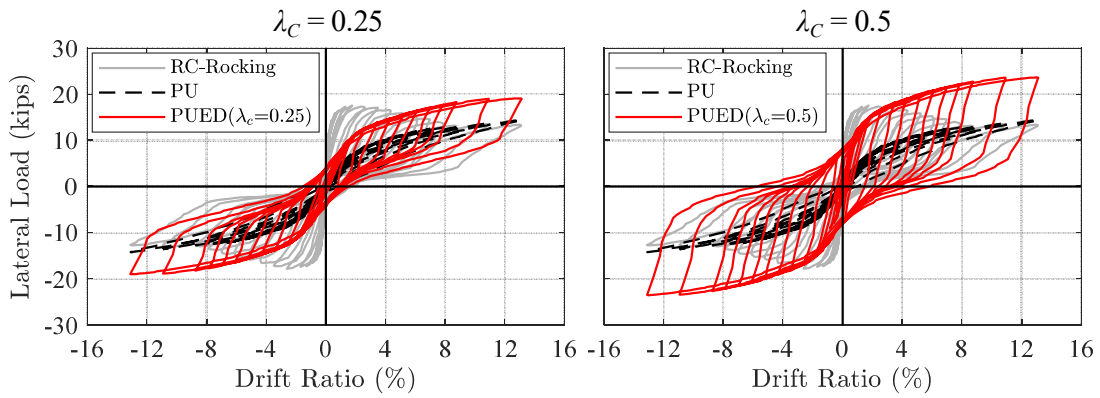 λC = 0.25
λC = 0.5
30
20
10
0
-10
-20
-30
Lateral Load (kips)
RC-Rocking
PU
PUED(λc=0.25)
-16 -12 -8 -4 0 4 8 12 16
Drift Ratio (%)
RC-Rocking
PU
PUED(λc=0.5)
-16 -12 -8 -4 0 4 8 12 16
Drift Ratio (%)